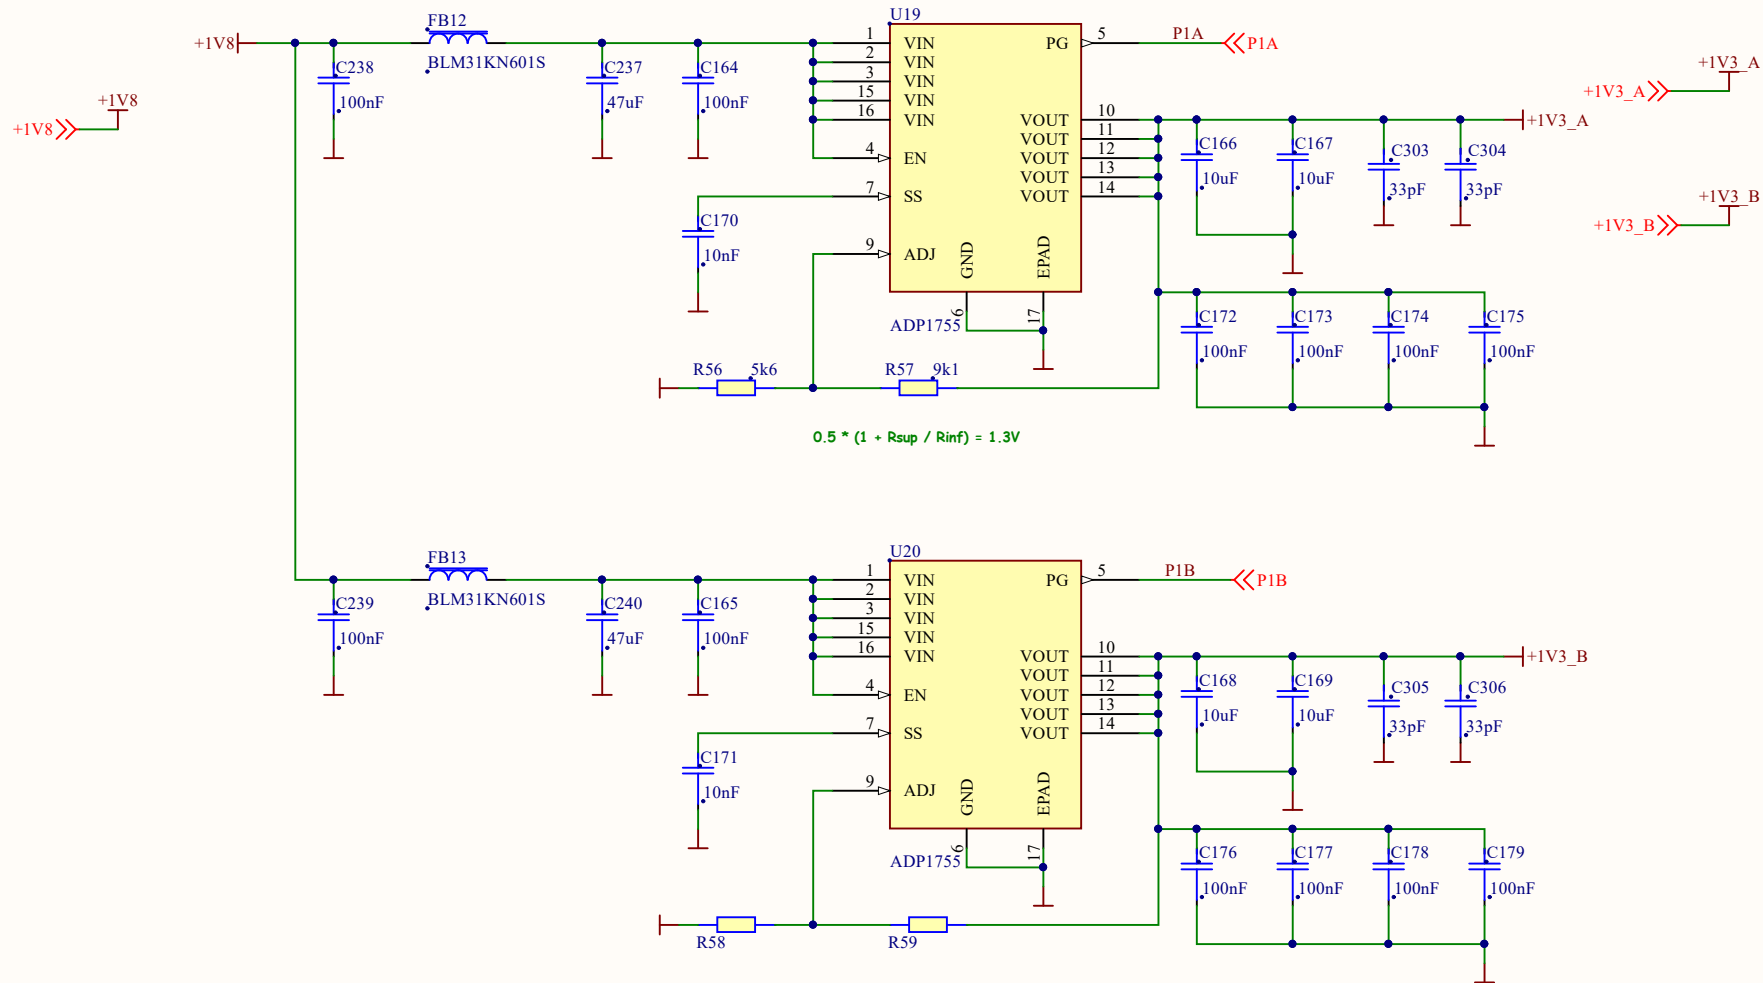 +1V8
+1V8
+1V8
FB12
BLM31KN601S
C238
100nF
C237
47uF
C164
100nF
U19
1 VIN
2 VIN
3 VIN
15 VIN
16 VIN
4 EN
7 SS
9 ADJ
PG 5
VOUT 10
VOUT 11
VOUT 12
VOUT 13
VOUT 14
GND
EPAD
6
17
ADP1755
P1A
P1A
C170
10nF
R56 5k6
R57 9k1
+1V3_A
C166
10uF
C167
10uF
C303
33pF
C304
33pF
C172
100nF
C173
100nF
C174
100nF
C175
100nF
+1V3_A
+1V3_A
+1V3_B
+1V3_B
0.5 * (1 + Rsup / Rinf) = 1.3V
FB13
BLM31KN601S
C239
100nF
C240
47uF
C165
100nF
U20
1 VIN
2 VIN
3 VIN
15 VIN
16 VIN
4 EN
7 SS
9 ADJ
PG 5
VOUT 10
VOUT 11
VOUT 12
VOUT 13
VOUT 14
GND
EPAD
6
17
ADP1755
P1B
P1B
C171
10nF
R58
R59
+1V3_B
C168
10uF
C169
10uF
C305
33pF
C306
33pF
C176
100nF
C177
100nF
C178
100nF
C179
100nF